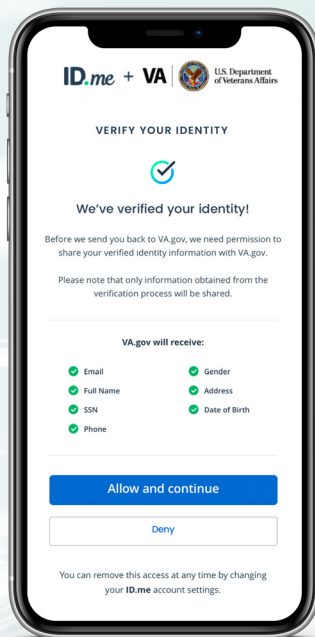 ID.me + VA U.S. Department
of Veterans Affairs
VERIFY YOUR IDENTITY
We've verified your identity!
Before we send you back to VA.gov, we need permission to
share your verified identity information with VA.gov.
Please note that only information obtained from the
verification process will be shared.
VA.gov will receive:
Email
Gender
Full Name
Address
SSN
Date of Birth
Phone
Allow and continue
Deny
You can remove this access at any time by changing
your ID.me account settings.